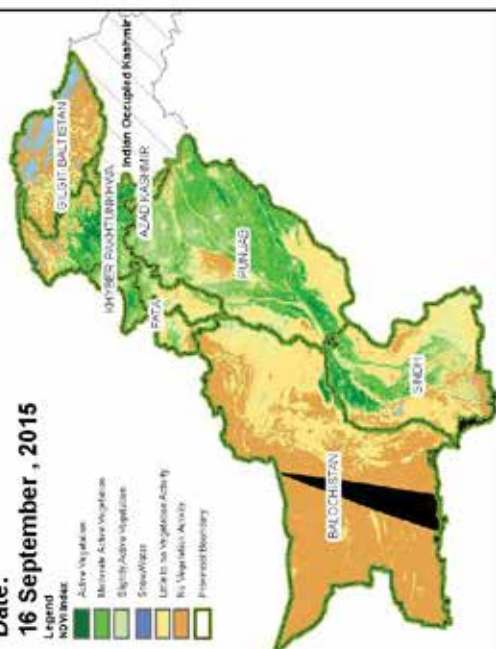 Date:
16 September , 2015
Legend
NDVI Index
Active Vegetation
Moderate Active Vegetation
Slightly Active Vegetation
Snow/Water
Little to no Vegetation Activity
No Vegetation Activity
Provincial Boundary
GILGIT BALTISTAN
KHYBER PAKHTUNKHWA
Indian Occupied Kashmir
AZAD KASHMIR
FATA
PUNJAB
BALOCHISTAN
SINDH